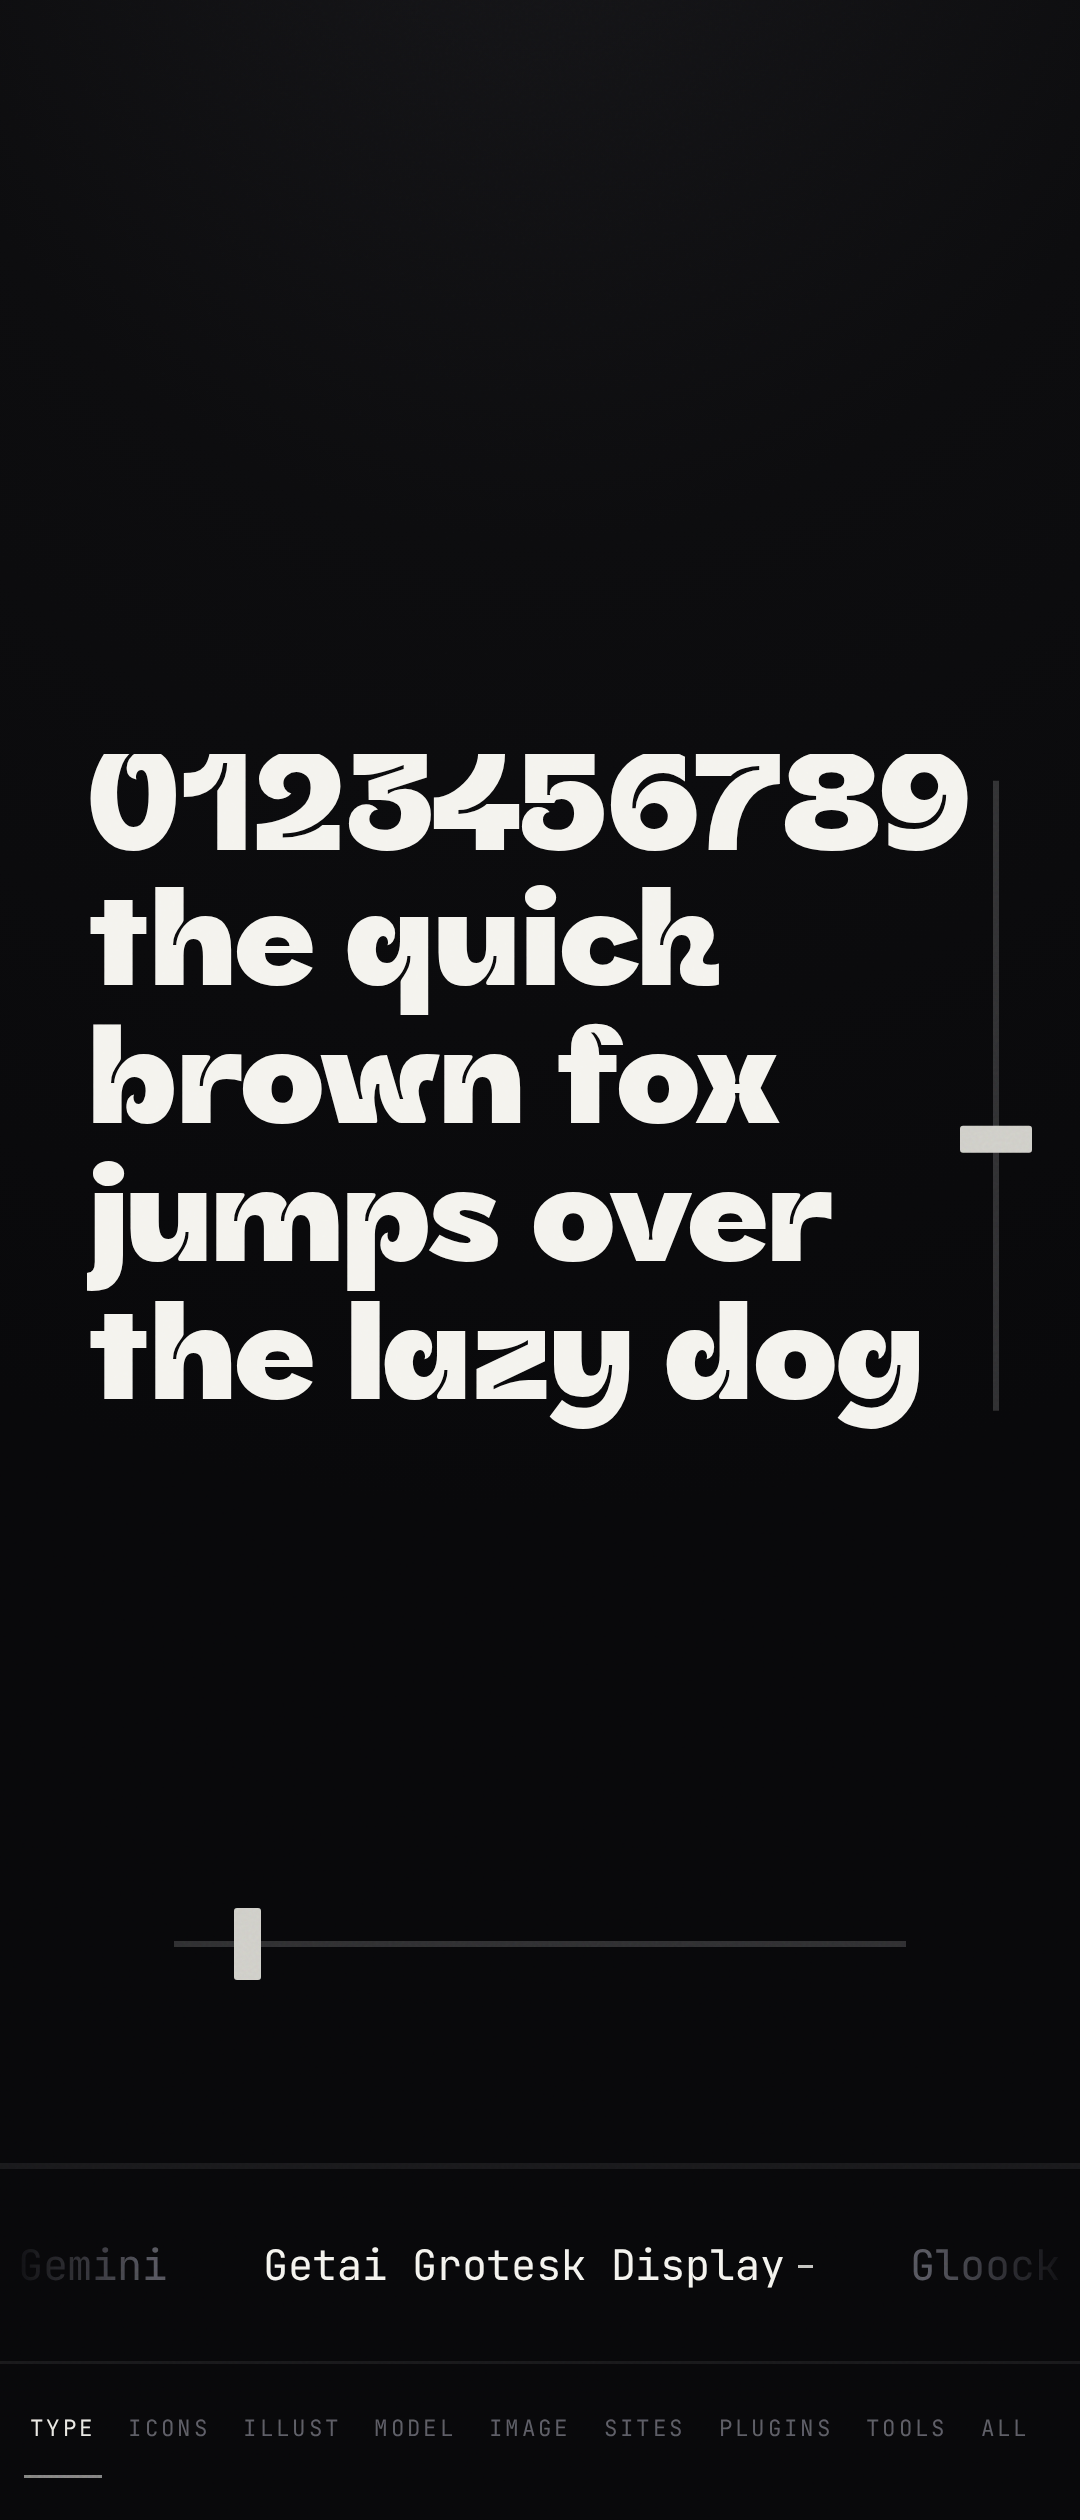 0123456789
the quick
brown fox
jumps over
the lazy dog
Gemini Getai Grotesk Display – Gloock
TYPE ICONS ILLUST MODEL IMAGE SITES PLUGINS TOOLS ALL